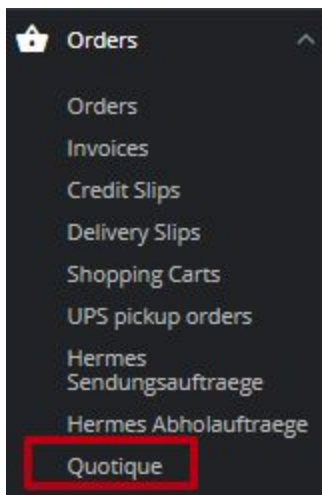 Orders
Orders
Invoices
Credit Slips
Delivery Slips
Shopping Carts
UPS pickup orders
Hermes
Sendungsauftraege
Hermes Abholauftraege
Quotique